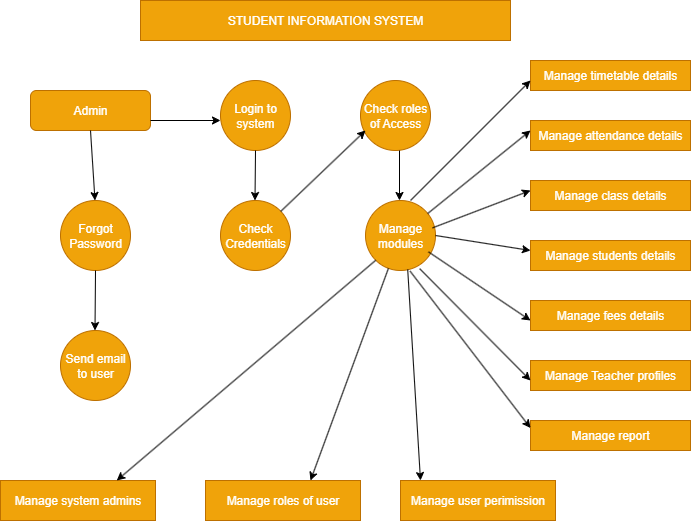 STUDENT INFORMATION SYSTEM
Admin
Login to
system
Check roles
of Access
Forgot
Password
Check
Credentials
Manage
modules
Send email
to user
Manage timetable details
Manage attendance details
Manage class details
Manage students details
Manage fees details
Manage Teacher profiles
Manage report
Manage system admins
Manage roles of user
Manage user perimission